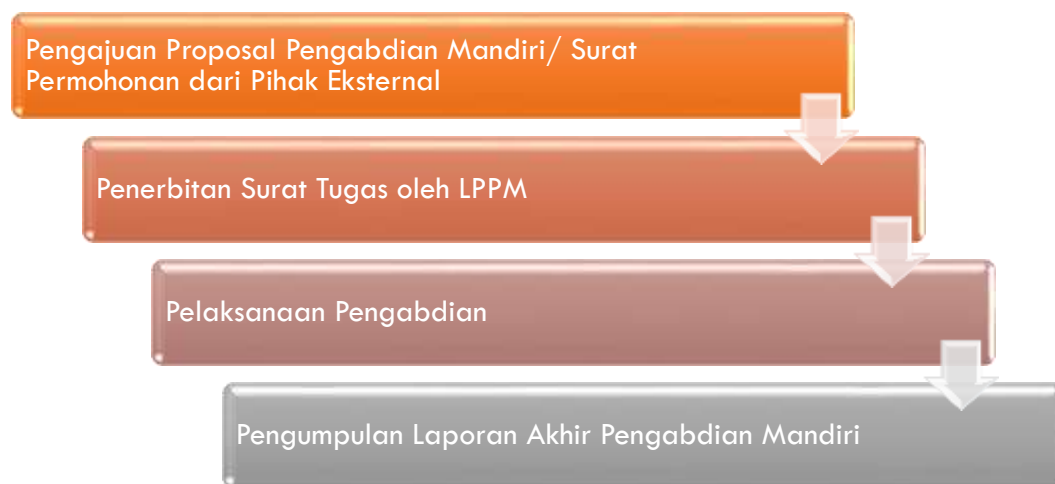 Pengajuan Proposal Pengabdian Mandiri/ Surat
Permohonan dari Pihak Eksternal
Penerbitan Surat Tugas oleh LPPM
Pelaksanaan Pengabdian
Pengumpulan Laporan Akhir Pengabdian Mandiri